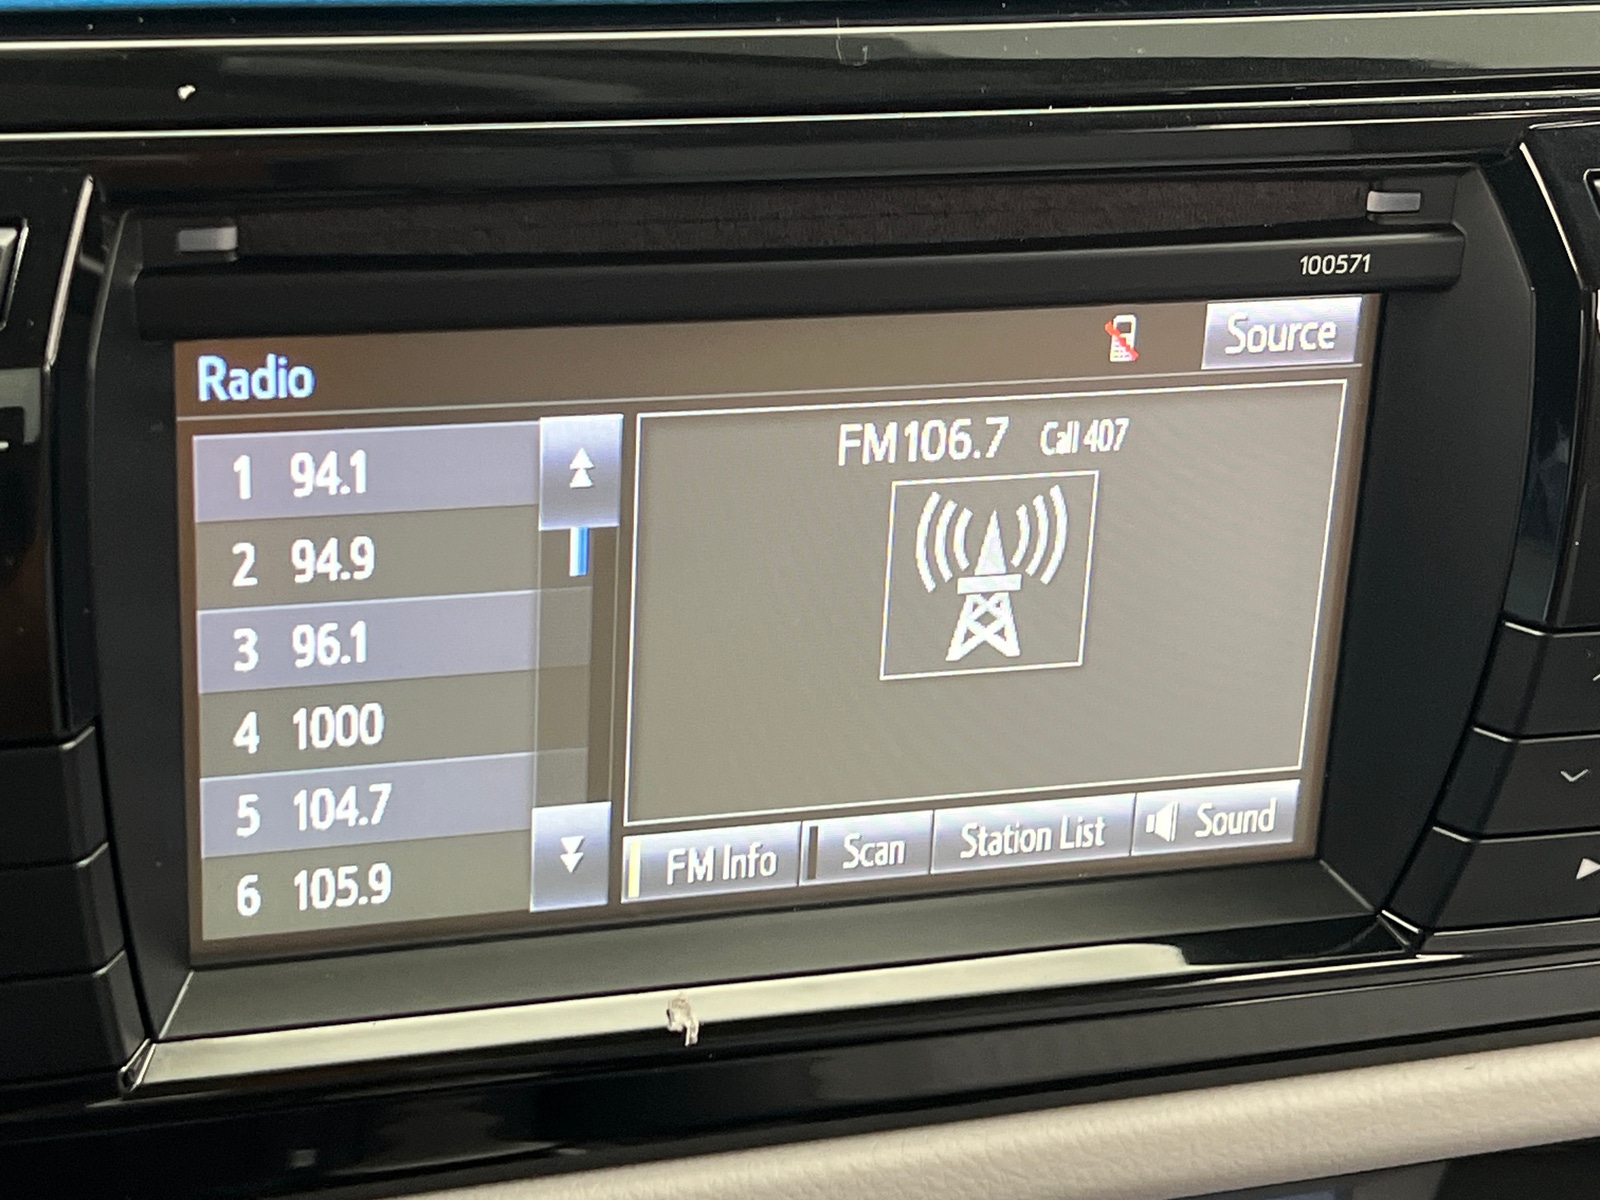 100571
Radio
Source
FM 106.7 Call 407
1 94.1
2 94.9
3 96.1
4 1000
5 104.7
6 105.9
FM Info
Scan
Station List
Sound